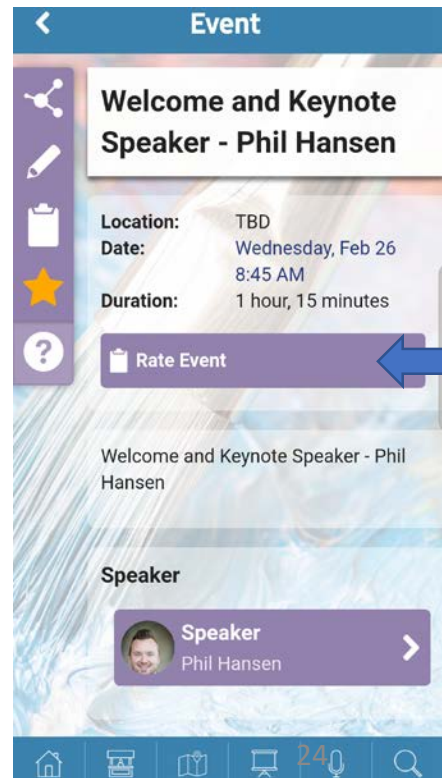 Event
Welcome and Keynote
Speaker - Phil Hansen
Location: TBD
Date: Wednesday, Feb 26
8:45 AM
Duration: 1 hour, 15 minutes
?
Rate Event
Welcome and Keynote Speaker - Phil
Hansen
Speaker
Speaker
Phil Hansen
24